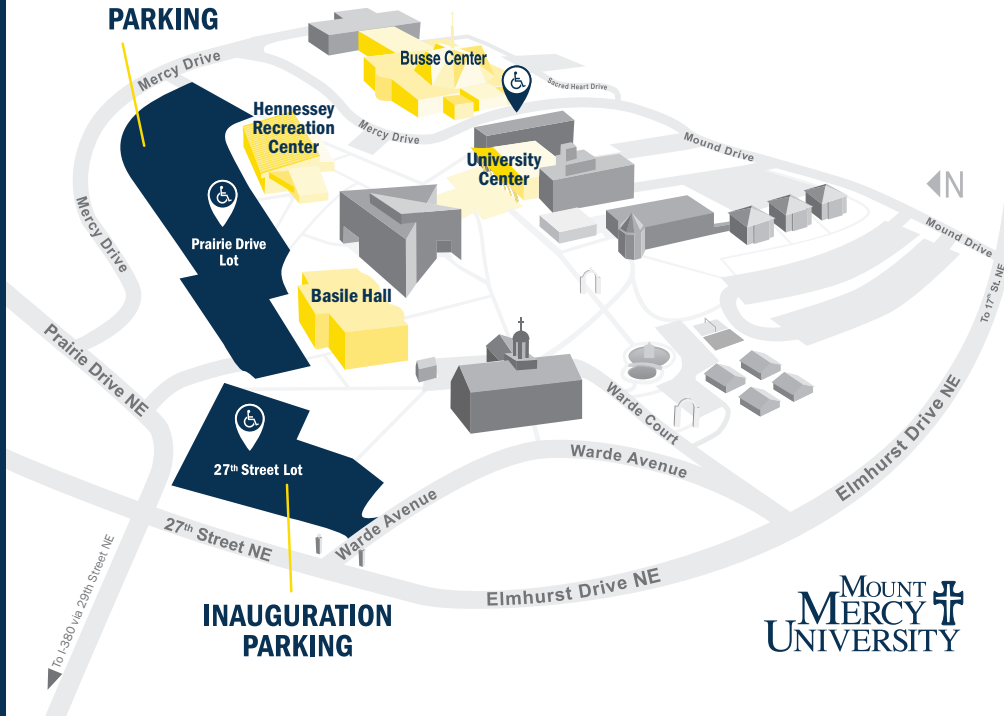 PARKING
Mercy Drive
Busse Center
Sacred Heart Drive
Hennessey
Recreation
Center
Mercy Drive
Mound Drive
University
Center
N
Mercy Drive
Prairie Drive
Lot
Mound Drive
Basile Hall
To 17th St. NE
Prairie Drive NE
Warde Court
Elmhurst Drive NE
27th Street Lot
Warde Avenue
Warde Avenue
27th Street NE
To I-380 via 29th Street NE
Elmhurst Drive NE
INAUGURATION
PARKING
MOUNT
MERCY
UNIVERSITY